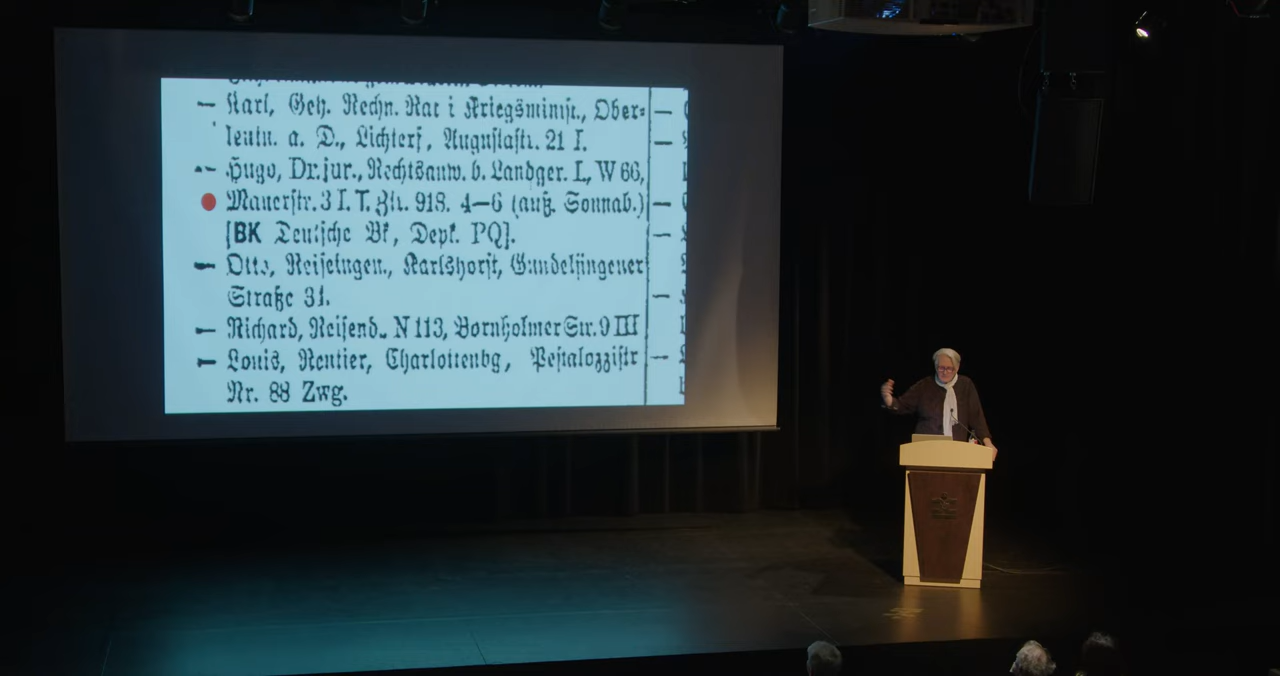 — Karl, Geh. Rechn. Rat i Kriegsminist., Ober=
leutn. a. D., Lichterf, Augustastr. 21 I.
— Hugo, Dr. jur., Rechtsanw. b. Landger. I, W 66,
Mauerstr. 3 I. T. Ztr. 918. 4—6 (auß. Sonnab.)
[BK Deutsche Bk, Depk. PQ].
— Otto, Reiseingen., Karlshorst, Gundelfingener
Straße 31.
— Richard, Reisend., N 113, Bornholmer Str. 9 III
— Louis, Rentier, Charlottenbg, Pestalozzistr
Nr. 88 Zwg.